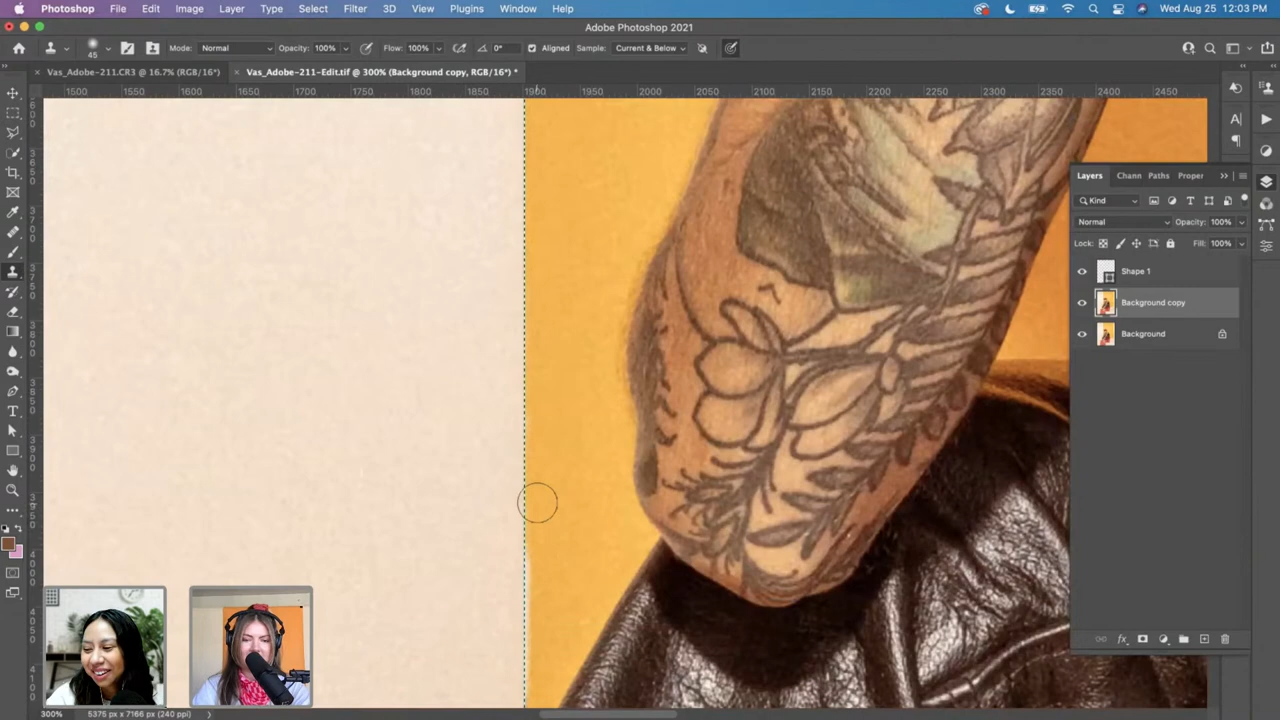 Photoshop File Edit Image Layer Type Select Filter 3D View Plugins Window Help Wed Aug 25 12:03 PM
Adobe Photoshop 2021
45 Mode: Normal Opacity: 100% Flow: 100% 0° Aligned Sample: Current & Below
Vas_Adobe-211.CR3 @ 16.7% (RGB/16*) Vas_Adobe-211-Edit.tif @ 300% (Background copy, RGB/16*) *
1500 1550 1600 1650 1700 1750 1800 1850 1900 1950 2000 2050 2100 2150 2200 2250 2300 2350 2400 2450
Layers Chann Paths Proper
Kind
Normal Opacity: 100%
Lock: Fill: 100%
Shape 1
Background copy
Background
300% 5375 px x 7166 px (240 ppi)